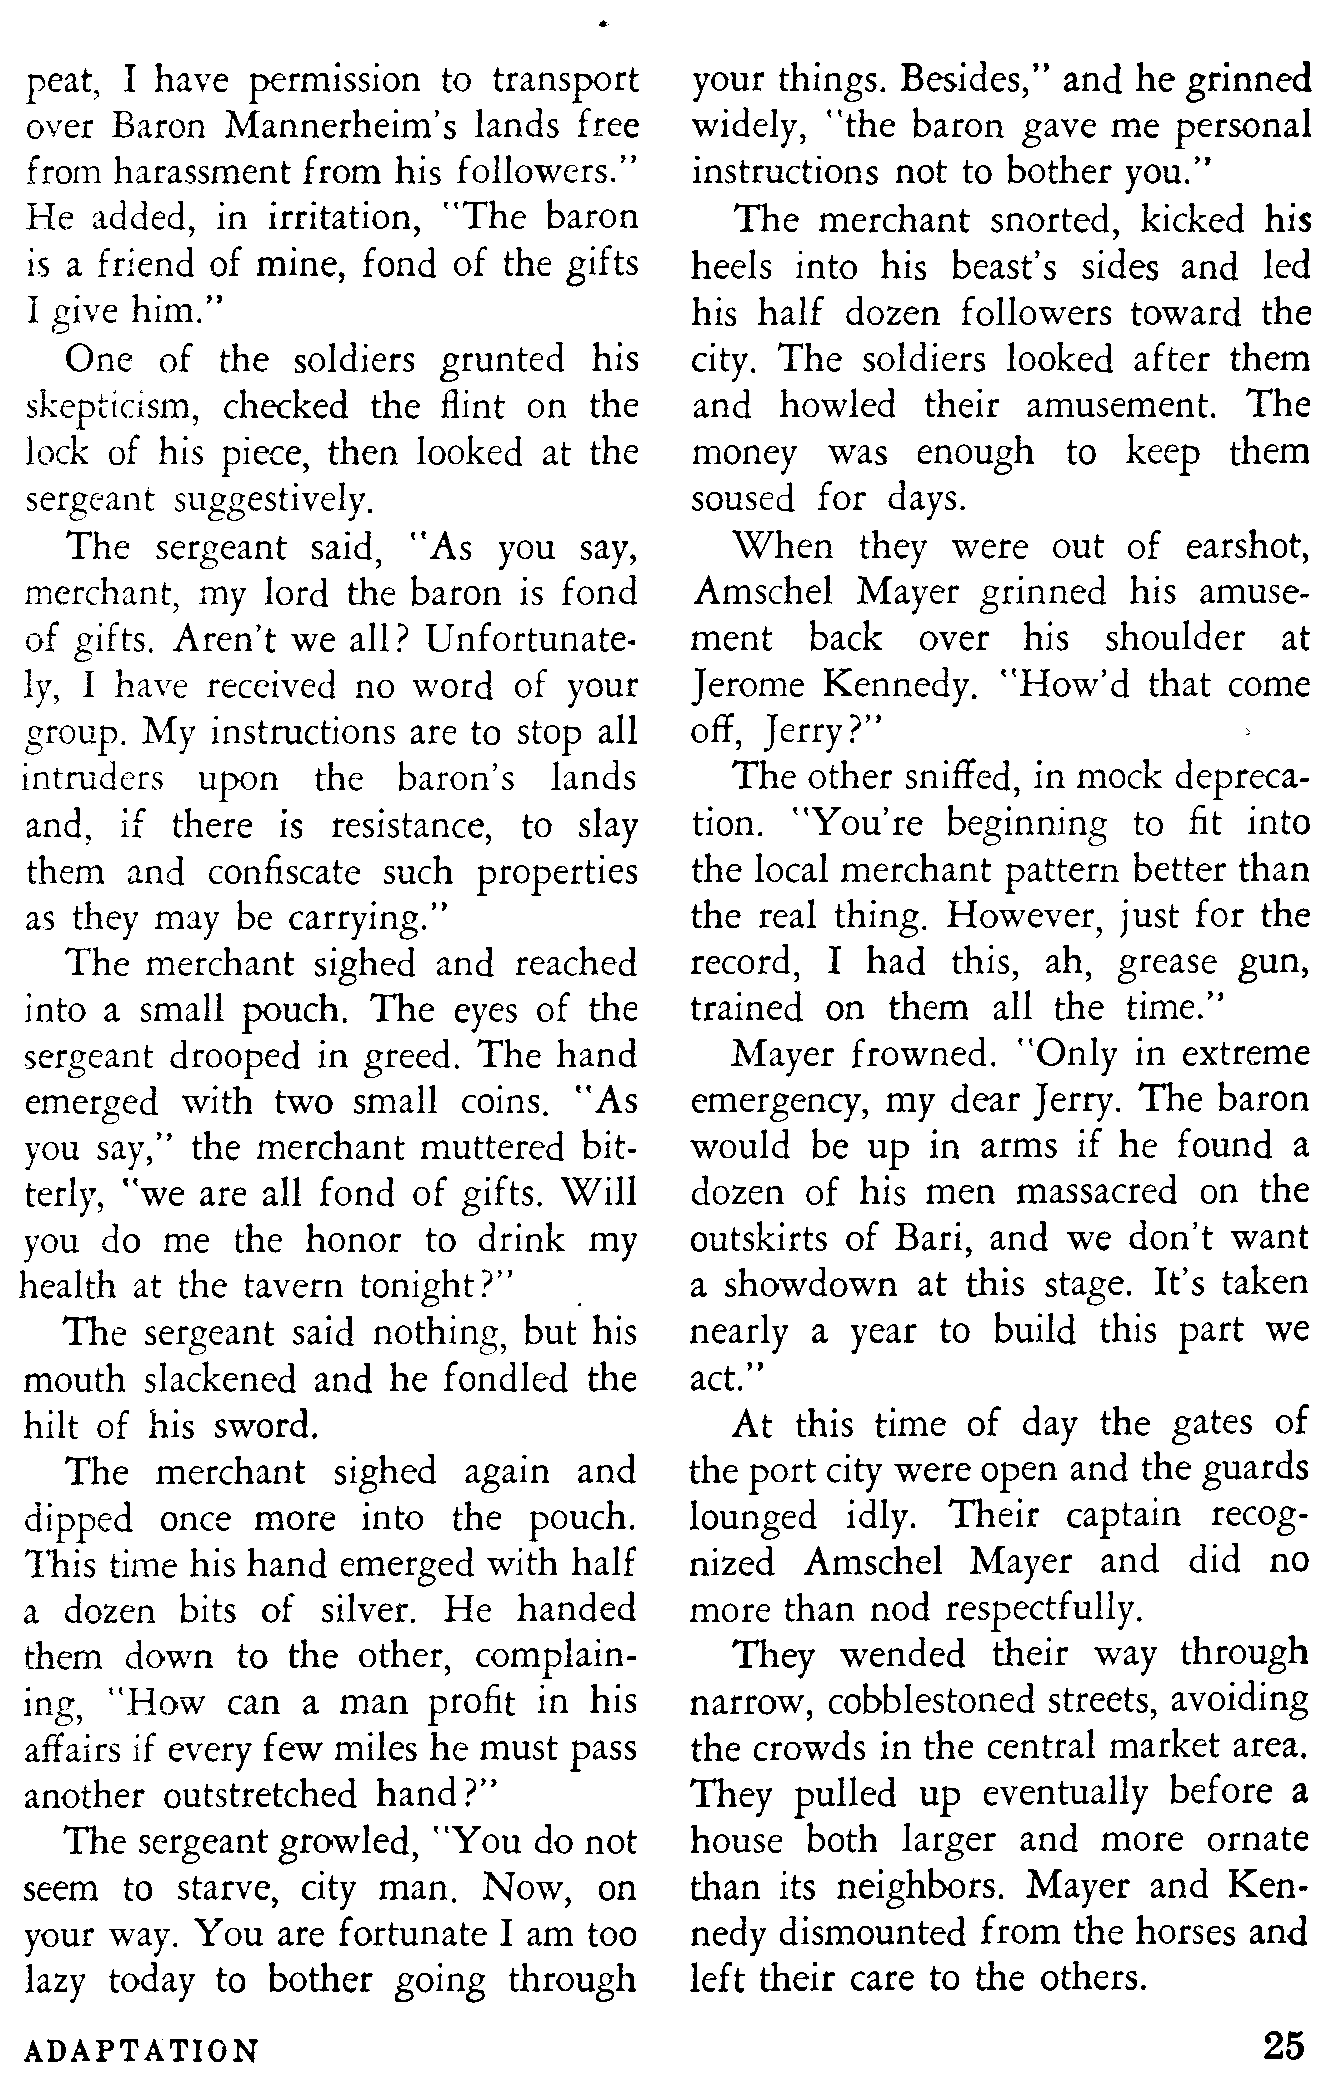 peat, I have permission to transport
over Baron Mannerheim's lands free
from harassment from his followers."
He added, in irritation, "The baron
is a friend of mine, fond of the gifts
I give him."
One of the soldiers grunted his
skepticism, checked the flint on the
lock of his piece, then looked at the
sergeant suggestively.
The sergeant said, "As you say,
merchant, my lord the baron is fond
of gifts. Aren't we all? Unfortunate-
ly, I have received no word of your
group. My instructions are to stop all
intruders upon the baron's lands
and, if there is resistance, to slay
them and confiscate such properties
as they may be carrying."
The merchant sighed and reached
into a small pouch. The eyes of the
sergeant drooped in greed. The hand
emerged with two small coins. "As
you say," the merchant muttered bit-
terly, "we are all fond of gifts. Will
you do me the honor to drink my
health at the tavern tonight?"
The sergeant said nothing, but his
mouth slackened and he fondled the
hilt of his sword.
The merchant sighed again and
dipped once more into the pouch.
This time his hand emerged with half
a dozen bits of silver. He handed
them down to the other, complain-
ing, "How can a man profit in his
affairs if every few miles he must pass
another outstretched hand?"
The sergeant growled, "You do not
seem to starve, city man. Now, on
your way. You are fortunate I am too
lazy today to bother going through
your things. Besides," and he grinned
widely, "the baron gave me personal
instructions not to bother you."
The merchant snorted, kicked his
heels into his beast's sides and led
his half dozen followers toward the
city. The soldiers looked after them
and howled their amusement. The
money was enough to keep them
soused for days.
When they were out of earshot,
Amschel Mayer grinned his amuse-
ment back over his shoulder at
Jerome Kennedy. "How'd that come
off, Jerry?"
The other sniffed, in mock depreca-
tion. "You're beginning to fit into
the local merchant pattern better than
the real thing. However, just for the
record, I had this, ah, grease gun,
trained on them all the time."
Mayer frowned. "Only in extreme
emergency, my dear Jerry. The baron
would be up in arms if he found a
dozen of his men massacred on the
outskirts of Bari, and we don't want
a showdown at this stage. It's taken
nearly a year to build this part we
act."
At this time of day the gates of
the port city were open and the guards
lounged idly. Their captain recog-
nized Amschel Mayer and did no
more than nod respectfully.
They wended their way through
narrow, cobblestoned streets, avoiding
the crowds in the central market area.
They pulled up eventually before a
house both larger and more ornate
than its neighbors. Mayer and Ken-
nedy dismounted from the horses and
left their care to the others.
ADAPTATION
25